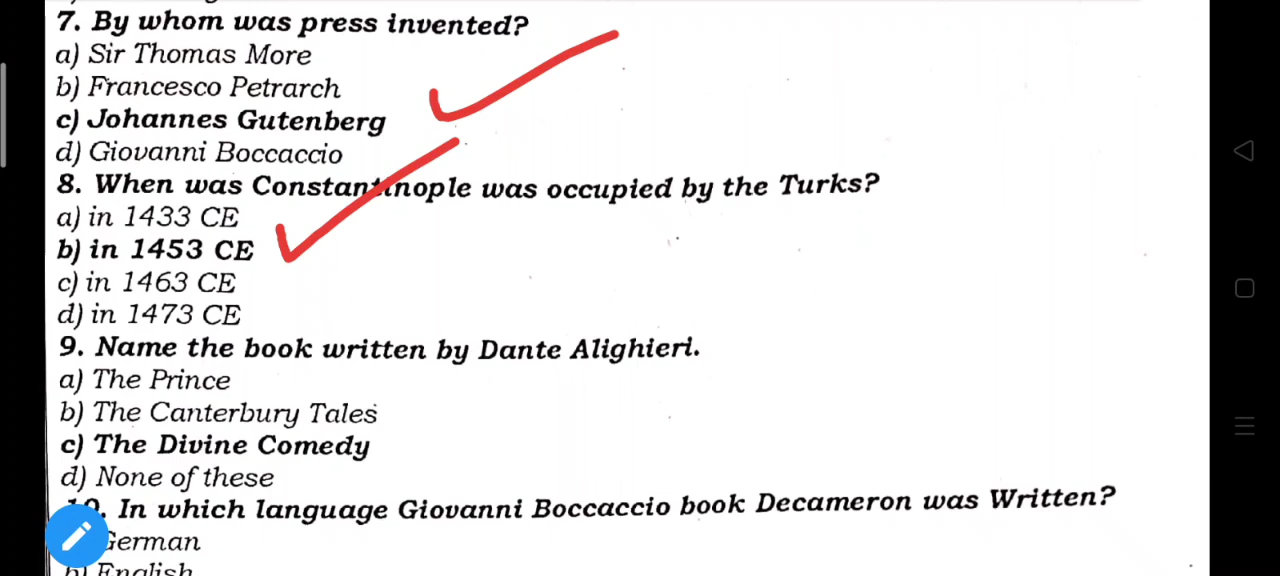 7. By whom was press invented?
a) Sir Thomas More
b) Francesco Petrarch
c) Johannes Gutenberg
d) Giovanni Boccaccio
8. When was Constantinople was occupied by the Turks?
a) in 1433 CE
b) in 1453 CE
c) in 1463 CE
d) in 1473 CE
9. Name the book written by Dante Alighieri.
a) The Prince
b) The Canterbury Tales
c) The Divine Comedy
d) None of these
10. In which language Giovanni Boccaccio book Decameron was Written?
German
b) English